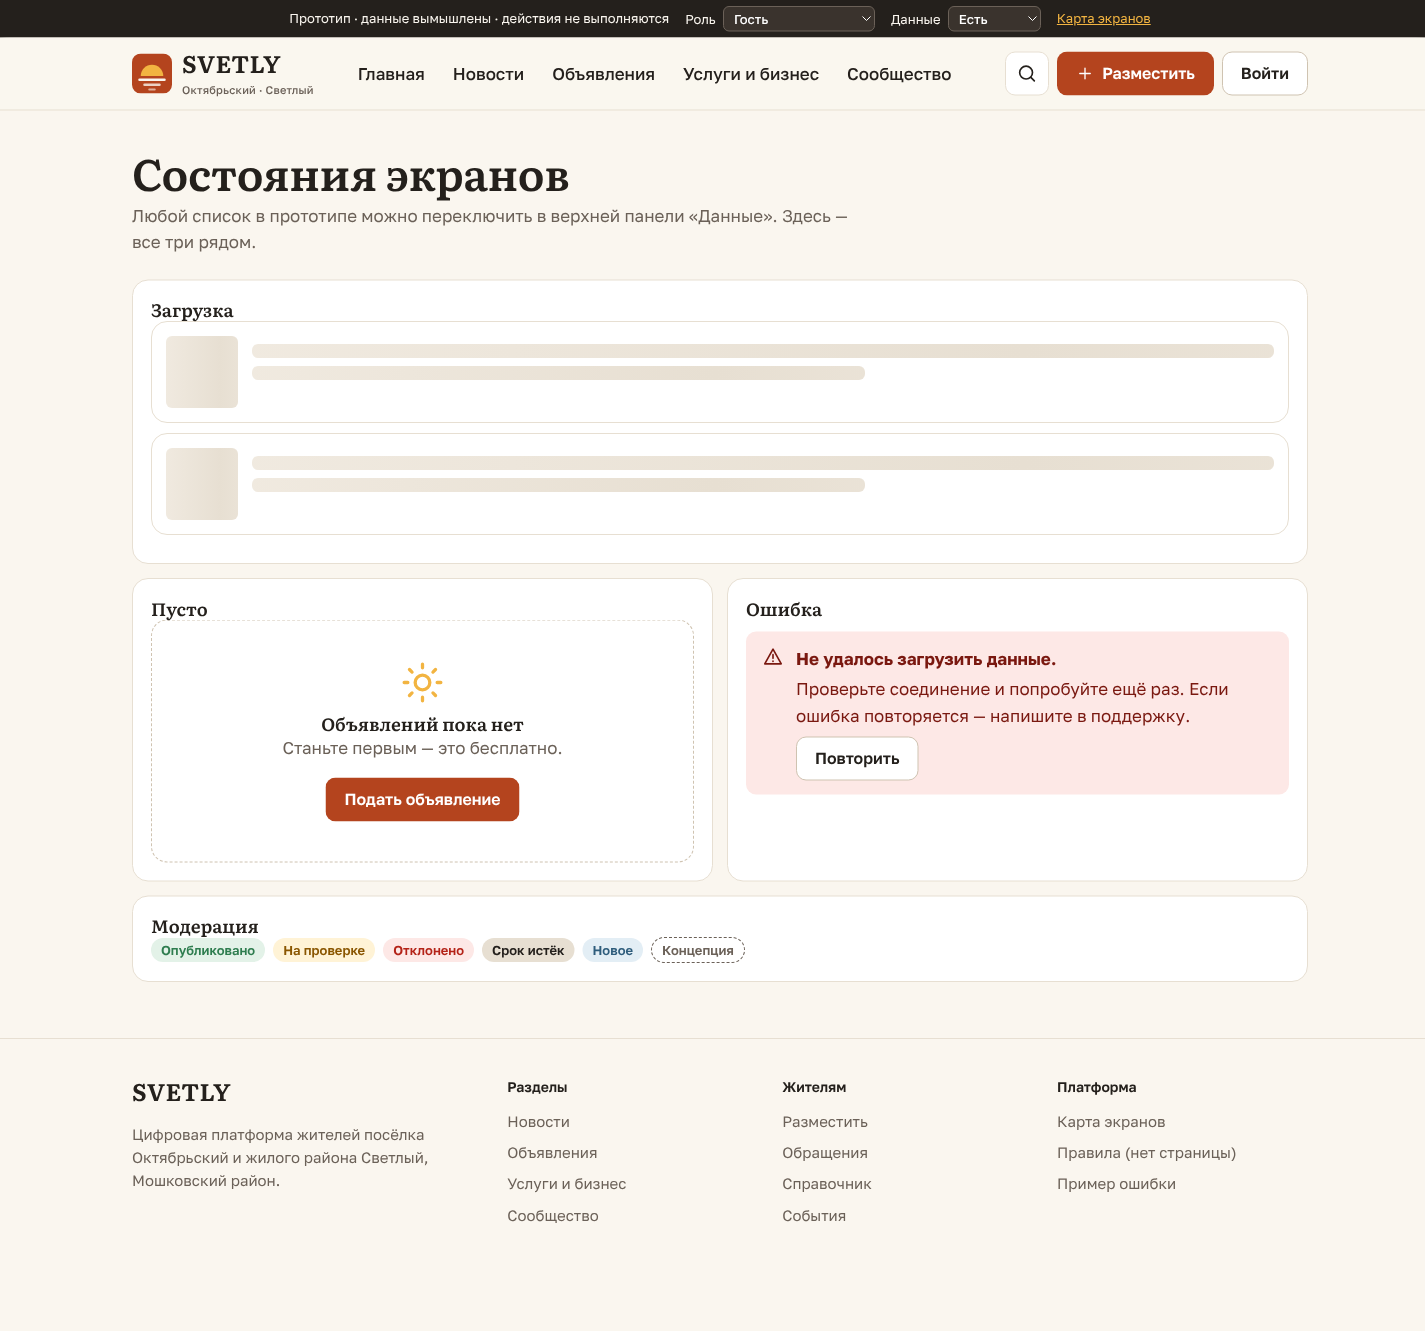 Прототип · данные вымышлены · действия не выполняются Роль Гость Данные Есть Карта экранов
SVETLY
Октябрьский · Светлый
Главная Новости Объявления Услуги и бизнес Сообщество
Разместить Войти
Состояния экранов
Любой список в прототипе можно переключить в верхней панели «Данные». Здесь —
все три рядом.
Загрузка
Пусто
Объявлений пока нет
Станьте первым — это бесплатно.
Подать объявление
Ошибка
Не удалось загрузить данные.
Проверьте соединение и попробуйте ещё раз. Если
ошибка повторяется — напишите в поддержку.
Повторить
Модерация
Опубликовано На проверке Отклонено Срок истёк Новое Концепция
SVETLY
Цифровая платформа жителей посёлка
Октябрьский и жилого района Светлый,
Мошковский район.
Разделы
Новости
Объявления
Услуги и бизнес
Сообщество
Жителям
Разместить
Обращения
Справочник
События
Платформа
Карта экранов
Правила (нет страницы)
Пример ошибки